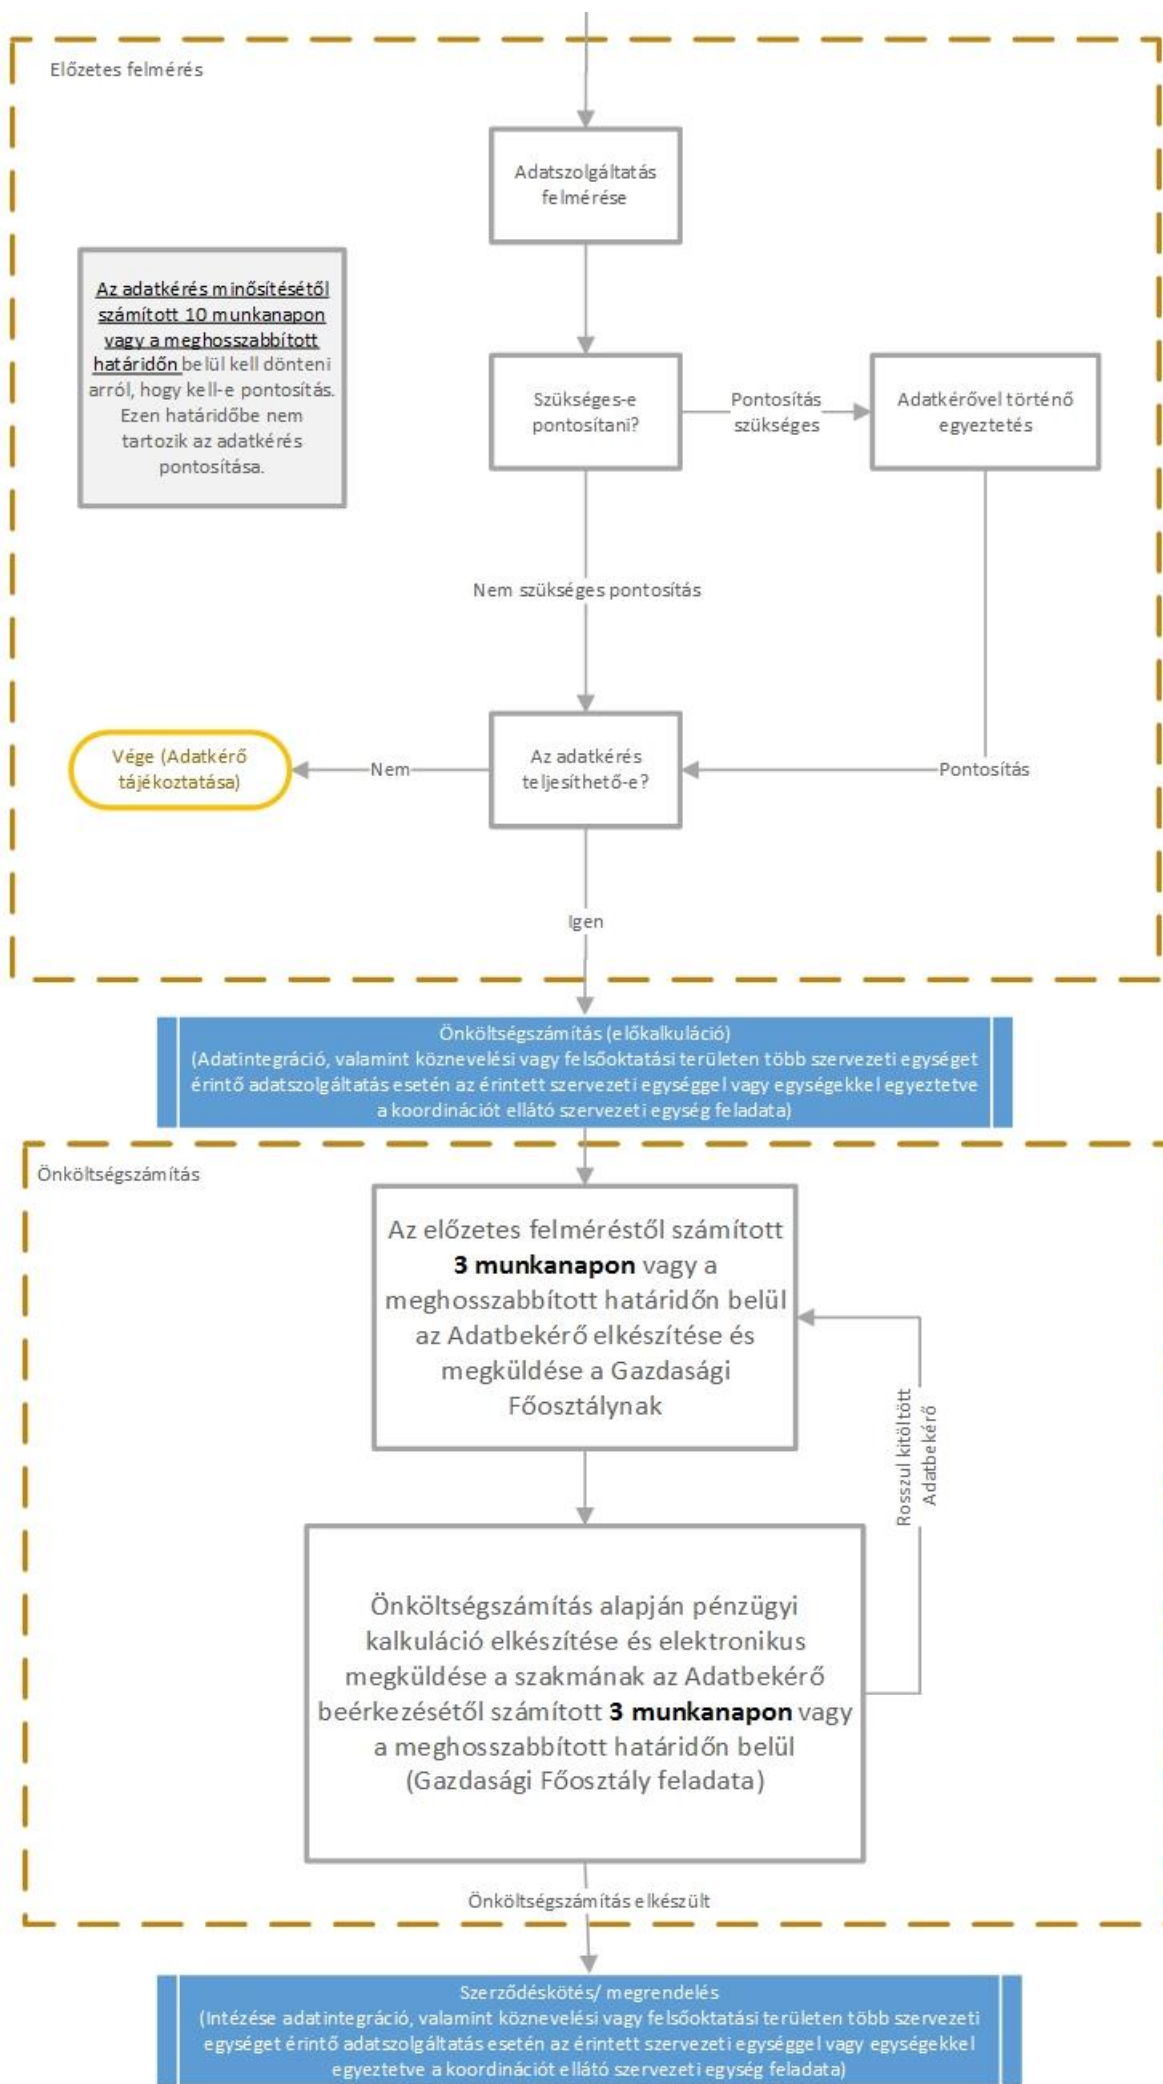 Előzetes felmérés
Adatszolgáltatás
felmérése
Az adatkérés minősítésétől
számított 10 munkanapon
vagy a meghosszabbított
határidőn belül kell dönteni
arról, hogy kell-e pontosítás.
Ezen határidőbe nem
tartozik az adatkérés
pontosítása.
Szükséges-e
pontosítani?
Pontosítás
szükséges
Adatkérővel történő
egyeztetés
Nem szükséges pontosítás
Vége (Adatkérő
tájékoztatása)
Nem
Az adatkérés
teljesíthető-e?
Pontosítás
Igen
Önköltségszámítás (előkalkuláció)
(Adatintegráció, valamint köznevelési vagy felsőoktatási területen több szervezeti egységet
érintő adatszolgáltatás esetén az érintett szervezeti egységgel vagy egységekkel egyeztetve
a koordinációt ellátó szervezeti egység feladata)
Önköltségszámítás
Az előzetes felméréstől számított
3 munkanapon vagy a
meghosszabbított határidőn belül
az Adatbekérő elkészítése és
megküldése a Gazdasági
Főosztálynak
Rosszul kitöltött
Adatbekérő
Önköltségszámítás alapján pénzügyi
kalkuláció elkészítése és elektronikus
megküldése a szakmának az Adatbekérő
beérkezésétől számított 3 munkanapon vagy
a meghosszabbított határidőn belül
(Gazdasági Főosztály feladata)
Önköltségszámítás elkészült
Szerződéskötés/ megrendelés
(Intézése adatintegráció, valamint köznevelési vagy felsőoktatási területen több szervezeti
egységet érintő adatszolgáltatás esetén az érintett szervezeti egységgel vagy egységekkel
egyeztetve a koordinációt ellátó szervezeti egység feladata)